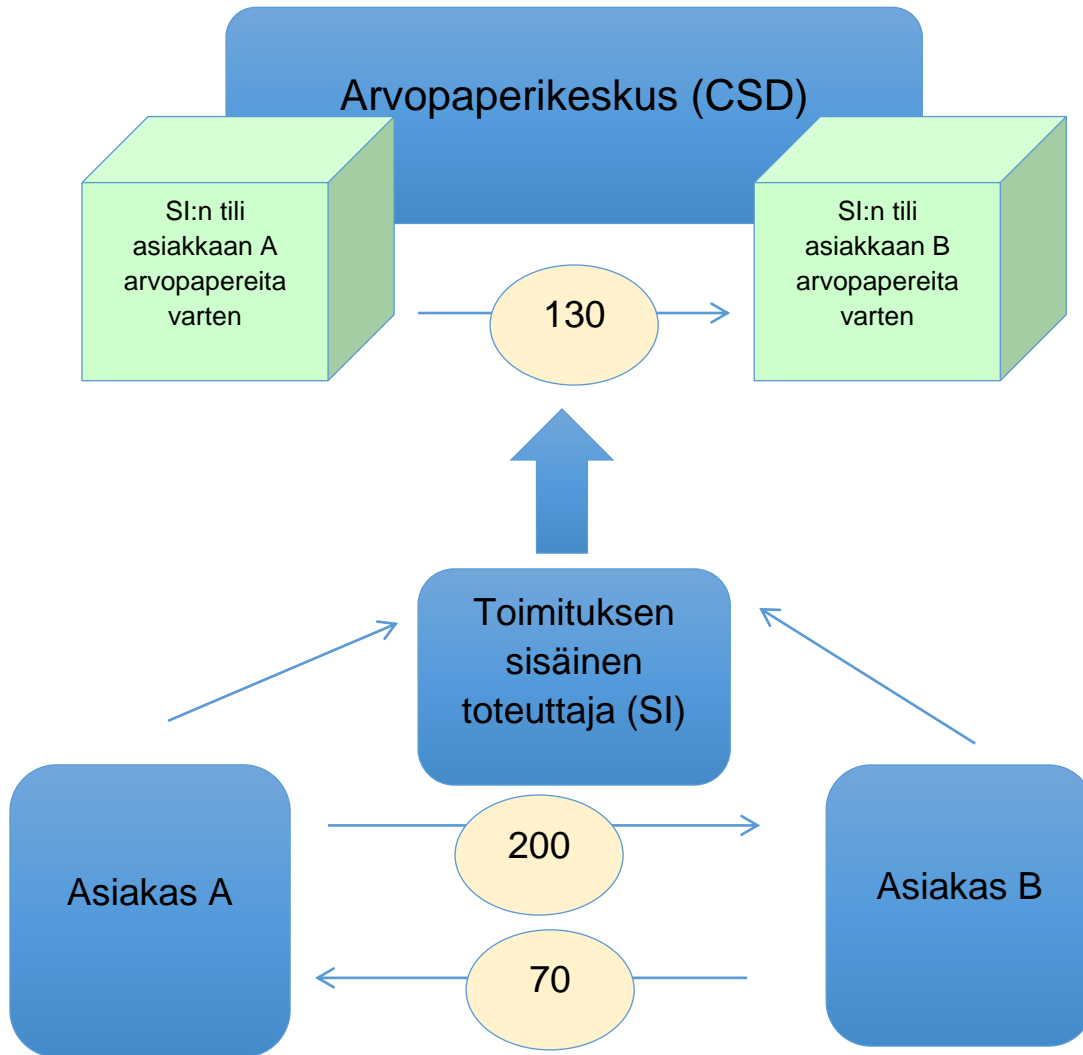 Arvopaperikeskus (CSD)
SI:n tili
asiakkaan A
arvopapereita
varten
SI:n tili
asiakkaan B
arvopapereita
varten
130
Toimituksen
sisäinen
toteuttaja (SI)
200
Asiakas A
Asiakas B
70